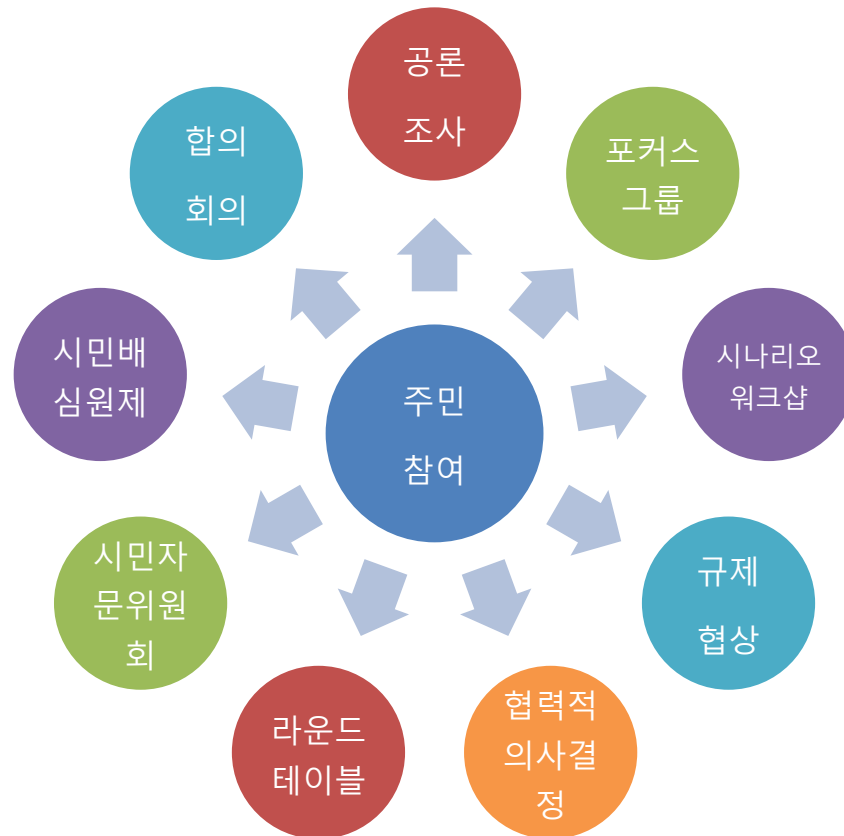 공론
조사
포커스
그룹
시나리오
워크샵
규제
협상
협력적
의사결
정
라운드
테이블
시민자
문위원
회
시민배
심원제
합의
회의
주민
참여